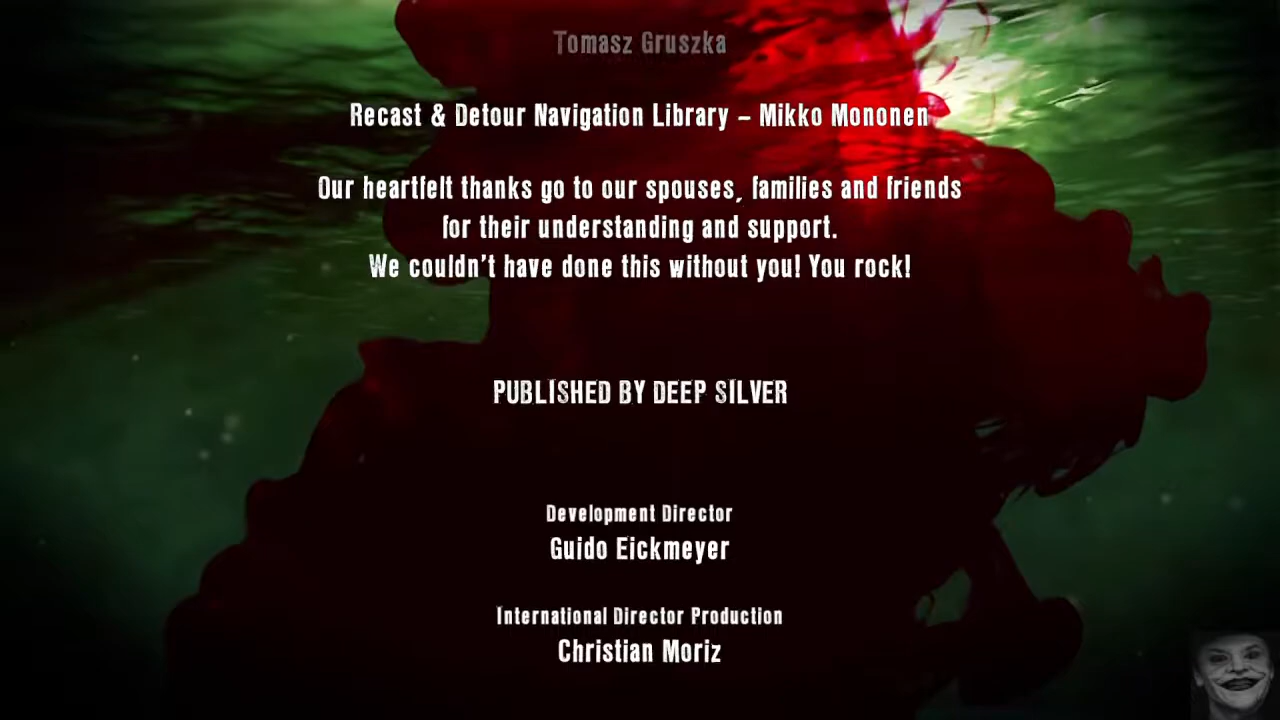 Tomasz Gruszka
Recast & Detour Navigation Library – Mikko Mononen
Our heartfelt thanks go to our spouses, families and friends
for their understanding and support.
We couldn't have done this without you! You rock!
PUBLISHED BY DEEP SILVER
Development Director
Guido Eickmeyer
International Director Production
Christian Moriz